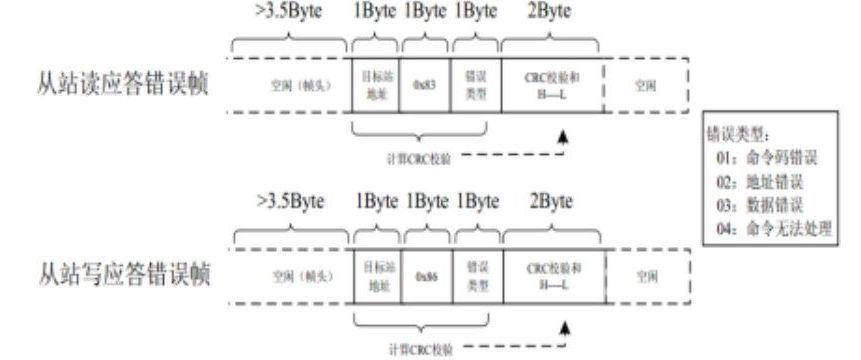 >3.5Byte 1Byte 1Byte 1Byte 2Byte
从站读应答错误帧
空闲（帧头）
目标站
地址
0x83
错误
类型
CRC校验和
H—L
空闲
计算CRC校验
>3.5Byte 1Byte 1Byte 1Byte 2Byte
从站写应答错误帧
空闲（帧头）
目标站
地址
0x86
错误
类型
CRC校验和
H—L
空闲
计算CRC校验
错误类型：
01：命令码错误
02：地址错误
03：数据错误
04：命令无法处理